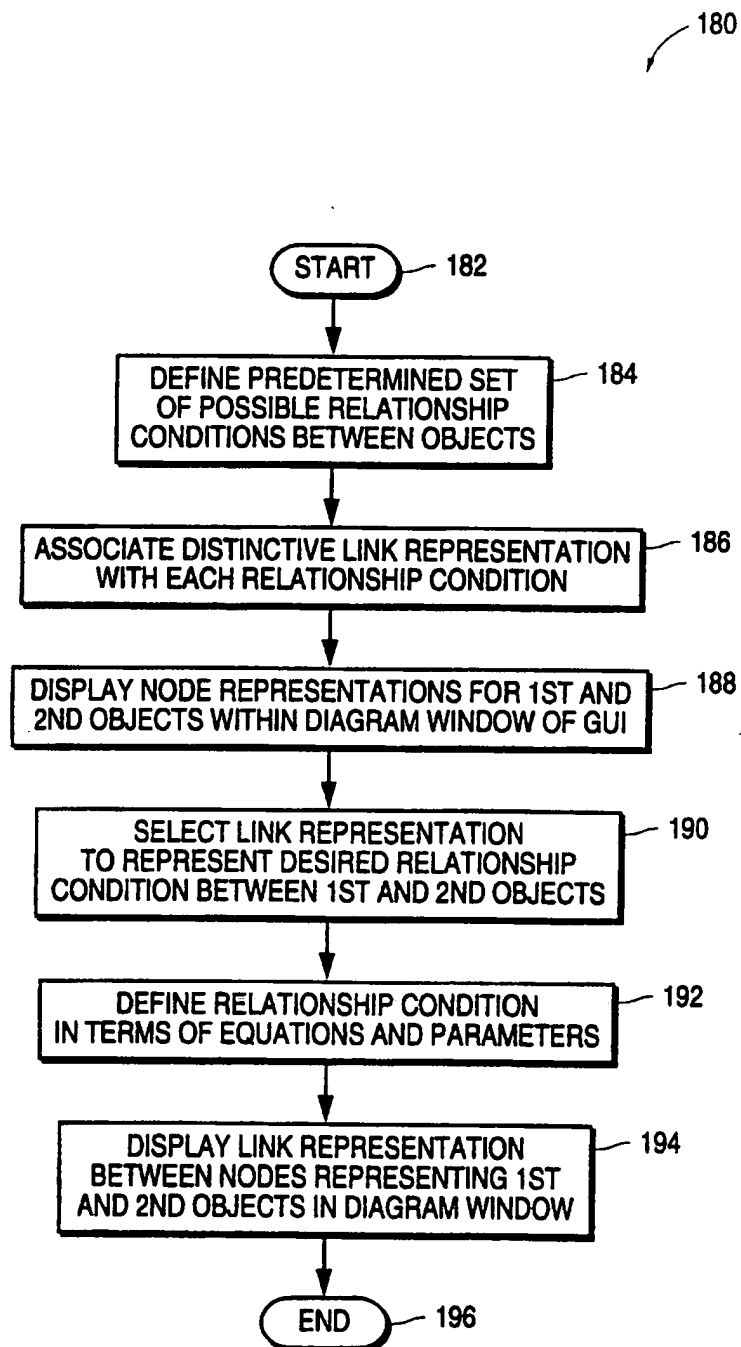 180
START
182
DEFINE PREDETERMINED SET
OF POSSIBLE RELATIONSHIP
CONDITIONS BETWEEN OBJECTS
184
ASSOCIATE DISTINCTIVE LINK REPRESENTATION
WITH EACH RELATIONSHIP CONDITION
186
DISPLAY NODE REPRESENTATIONS FOR 1ST AND
2ND OBJECTS WITHIN DIAGRAM WINDOW OF GUI
188
SELECT LINK REPRESENTATION
TO REPRESENT DESIRED RELATIONSHIP
CONDITION BETWEEN 1ST AND 2ND OBJECTS
190
DEFINE RELATIONSHIP CONDITION
IN TERMS OF EQUATIONS AND PARAMETERS
192
DISPLAY LINK REPRESENTATION
BETWEEN NODES REPRESENTING 1ST
AND 2ND OBJECTS IN DIAGRAM WINDOW
194
END
196